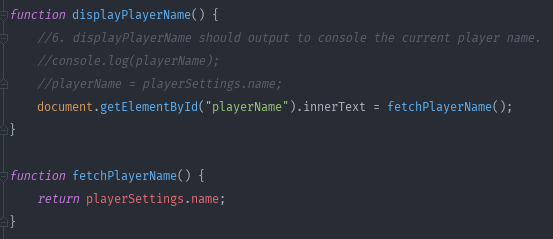 function displayPlayerName() {
    //6. displayPlayerName should output to console the current player name.
    //console.log(playerName);
    //playerName = playerSettings.name;
    document.getElementById("playerName").innerText = fetchPlayerName();
}

function fetchPlayerName() {
    return playerSettings.name;
}